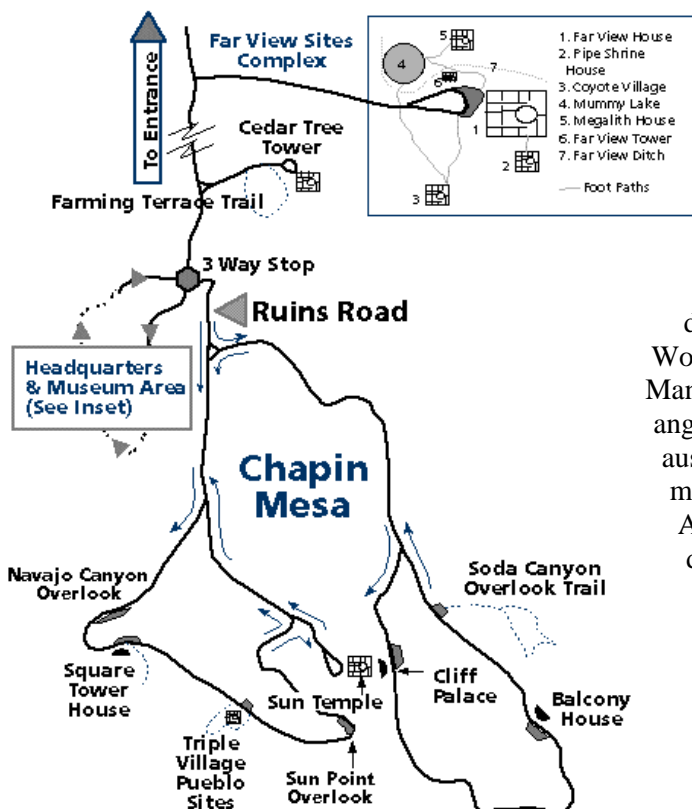 To Entrance
Far View Sites
Complex
Cedar Tree
Tower
Farming Terrace Trail
5
4
6
7
1
2
3
1. Far View House
2. Pipe Shrine
House
3. Coyote Village
4. Mummy Lake
5. Megalith House
6. Far View Tower
7. Far View Ditch
Foot Paths
3 Way Stop
Ruins Road
Headquarters
& Museum Area
(See Inset)
Chapin
Mesa
Navajo Canyon
Overlook
Square
Tower
House
Triple
Village
Pueblo
Sites
Sun Temple
Sun Point
Overlook
Cliff
Palace
Soda Canyon
Overlook Trail
Balcony
House
d
Wo
ang
aus
m
A